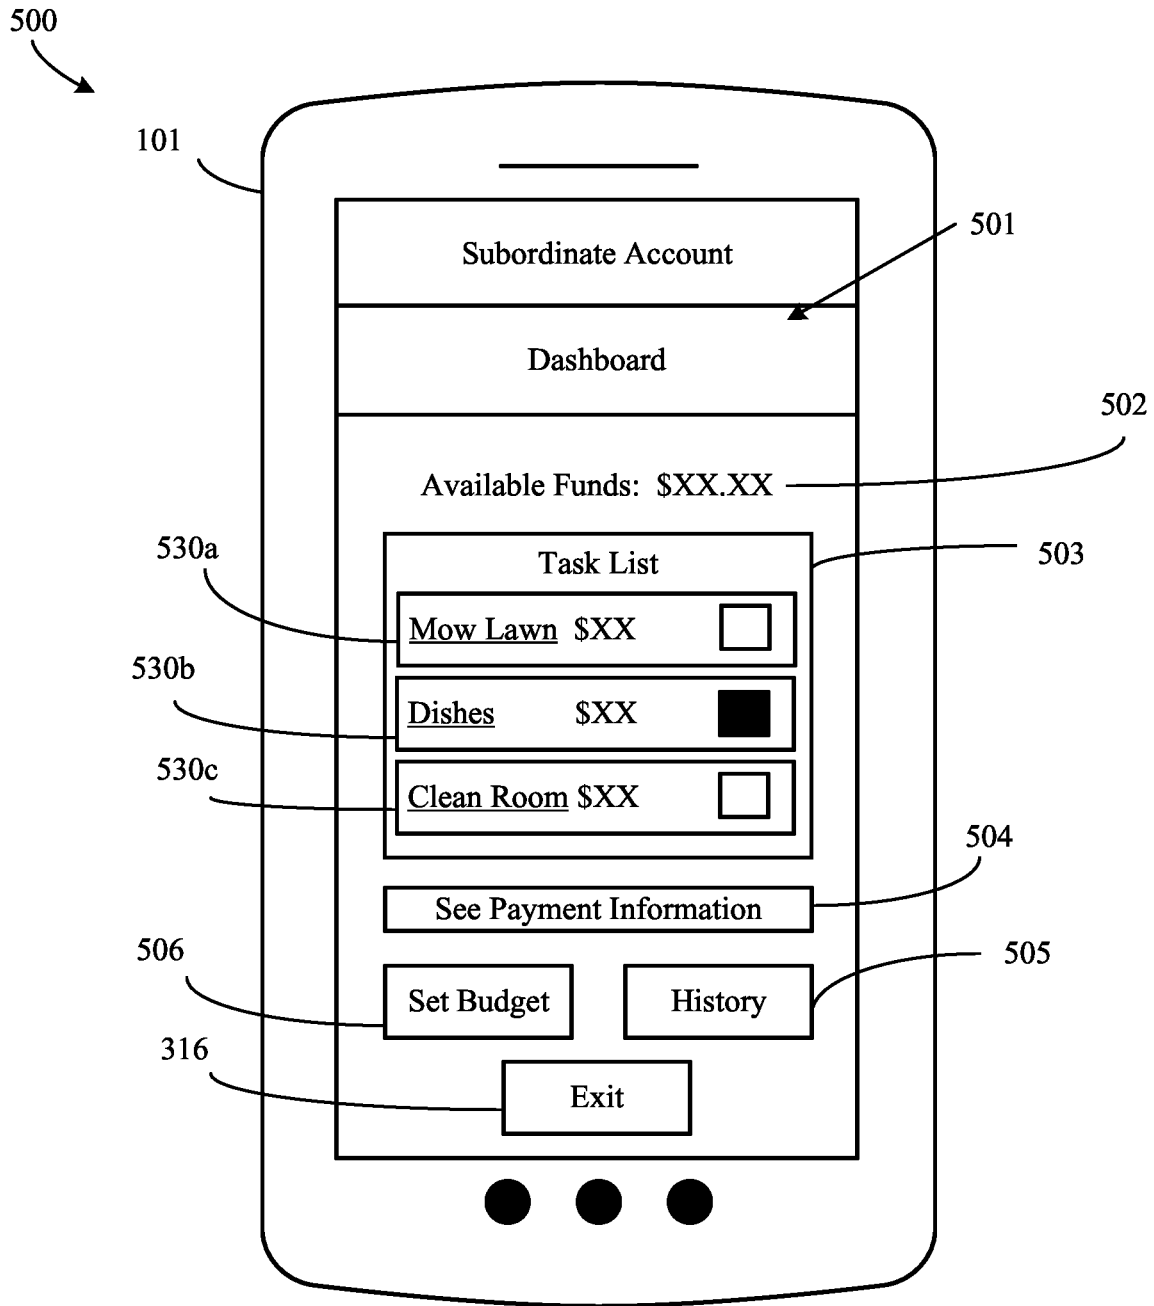 500
101
Subordinate Account
501
Dashboard
502
Available Funds: $XX.XX
530a
Task List
503
Mow Lawn $XX
530b
Dishes $XX
530c
Clean Room $XX
504
See Payment Information
506
505
Set Budget
History
316
Exit